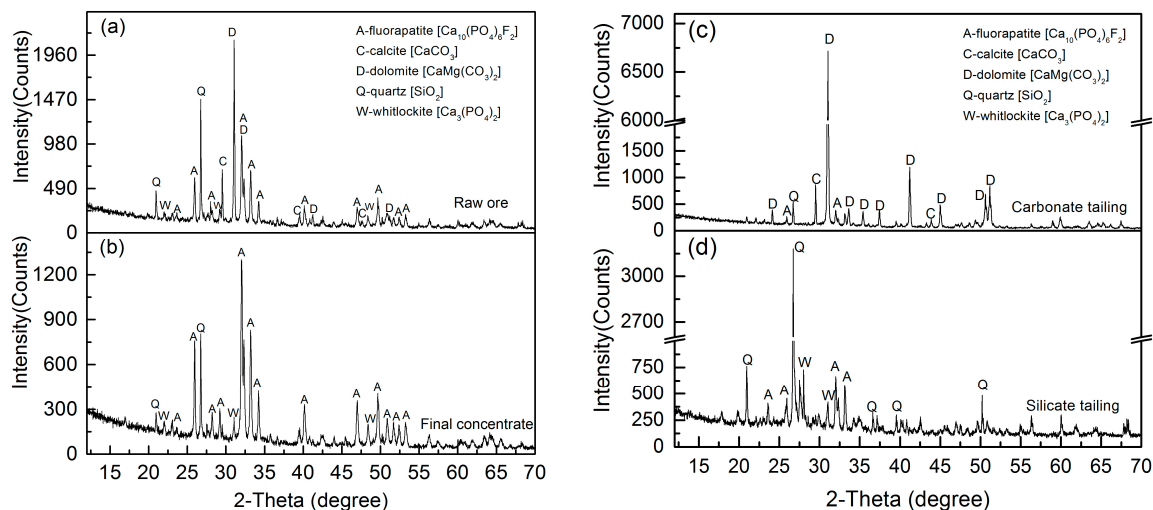 (a)
A-fluorapatite [Ca10(PO4)6F2]
C-calcite [CaCO3]
D-dolomite [CaMg(CO3)2]
Q-quartz [SiO2]
W-whitlockite [Ca3(PO4)2]
Intensity(Counts)
1960
1470
980
490
0
Q W A A Q A W C D A D A A C A D A W A D A A
Raw ore
(b)
Intensity(Counts)
1200
900
600
300
0
Q W A A Q A A W A A A A A W A A A A
Final concentrate
15 20 25 30 35 40 45 50 55 60 65 70
2-Theta (degree)
(c)
A-fluorapatite [Ca10(PO4)6F2]
C-calcite [CaCO3]
D-dolomite [CaMg(CO3)2]
Q-quartz [SiO2]
W-whitlockite [Ca3(PO4)2]
Intensity(Counts)
7000
6750
6000
1500
1000
500
0
D A Q C D A D D D D C D D D
Carbonate tailing
(d)
Intensity(Counts)
3000
2700
750
500
250
0
Q A A Q W W A A Q Q Q
Silicate tailing
15 20 25 30 35 40 45 50 55 60 65 70
2-Theta (degree)